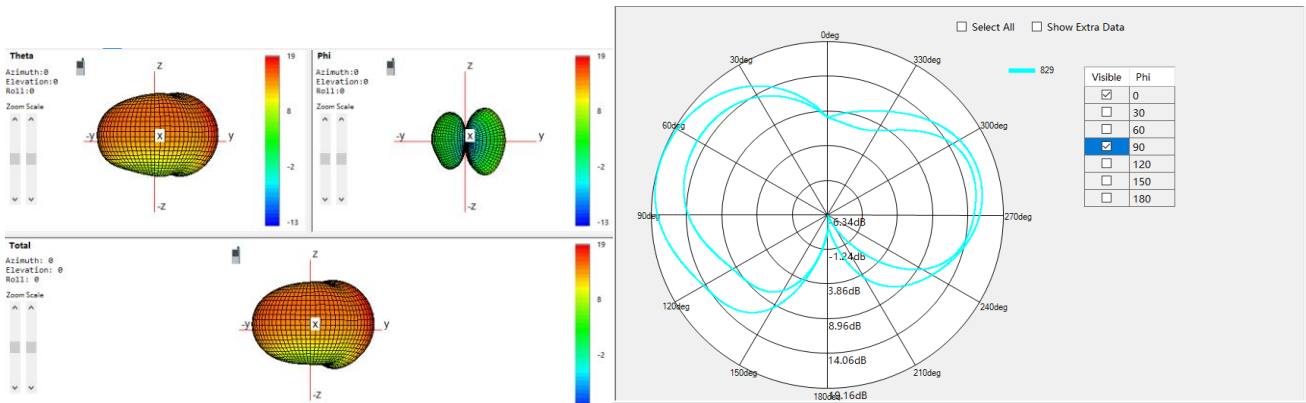 Theta
Azimuth:0
Elevation:0
Roll:0
Zoom Scale
Z
-y
X
y
-Z
19
8
-2
-13
Phi
Azimuth:0
Elevation:0
Roll:0
Zoom Scale
Z
-y
X
y
-Z
19
8
-2
-13
Total
Azimuth: 0
Elevation: 0
Roll: 0
Zoom Scale
Z
-y
X
y
-Z
19
8
-2
Select All Show Extra Data
829
0deg
30deg
330deg
60deg
300deg
90deg
270deg
120deg
240deg
150deg
210deg
180deg
-6.34dB
-1.24dB
3.86dB
8.96dB
14.06dB
19.16dB
Visible Phi
0
30
60
90
120
150
180